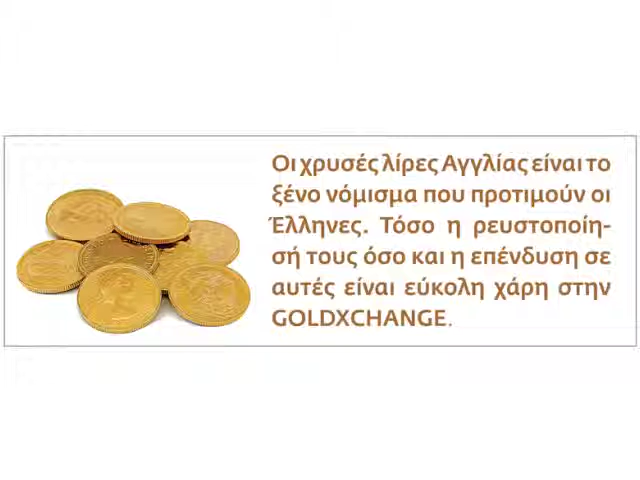 Οι χρυσές λίρες Αγγλίας είναι το
ξένο νόμισμα που προτιμούν οι
Έλληνες. Τόσο η ρευστοποίη-
σή τους όσο και η επένδυση σε
αυτές είναι εύκολη χάρη στην
GOLDXCHANGE.